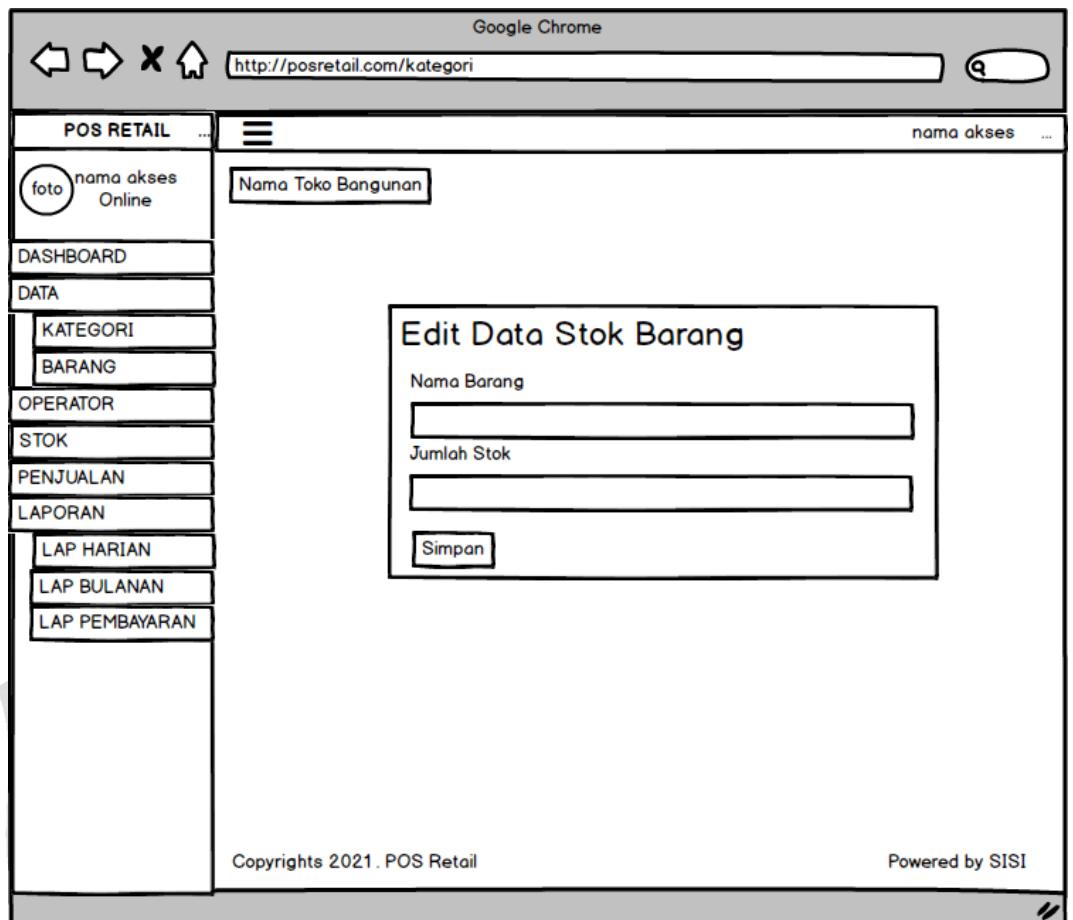 Google Chrome
http://posretail.com/kategori
POS RETAIL ...
nama akses ...
foto
nama akses
Online
Nama Toko Bangunan
DASHBOARD
DATA
KATEGORI
BARANG
OPERATOR
STOK
PENJUALAN
LAPORAN
LAP HARIAN
LAP BULANAN
LAP PEMBAYARAN
Edit Data Stok Barang
Nama Barang
Jumlah Stok
Simpan
Copyrights 2021. POS Retail
Powered by SISI